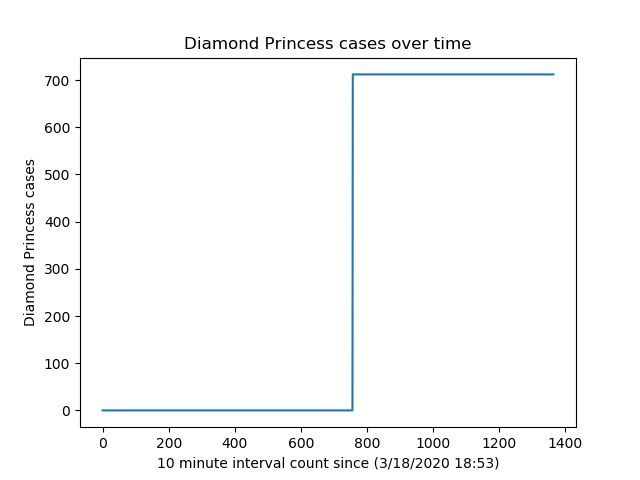 Diamond Princess cases over time
Diamond Princess cases
700
600
500
400
300
200
100
0
0 200 400 600 800 1000 1200 1400
10 minute interval count since (3/18/2020 18:53)